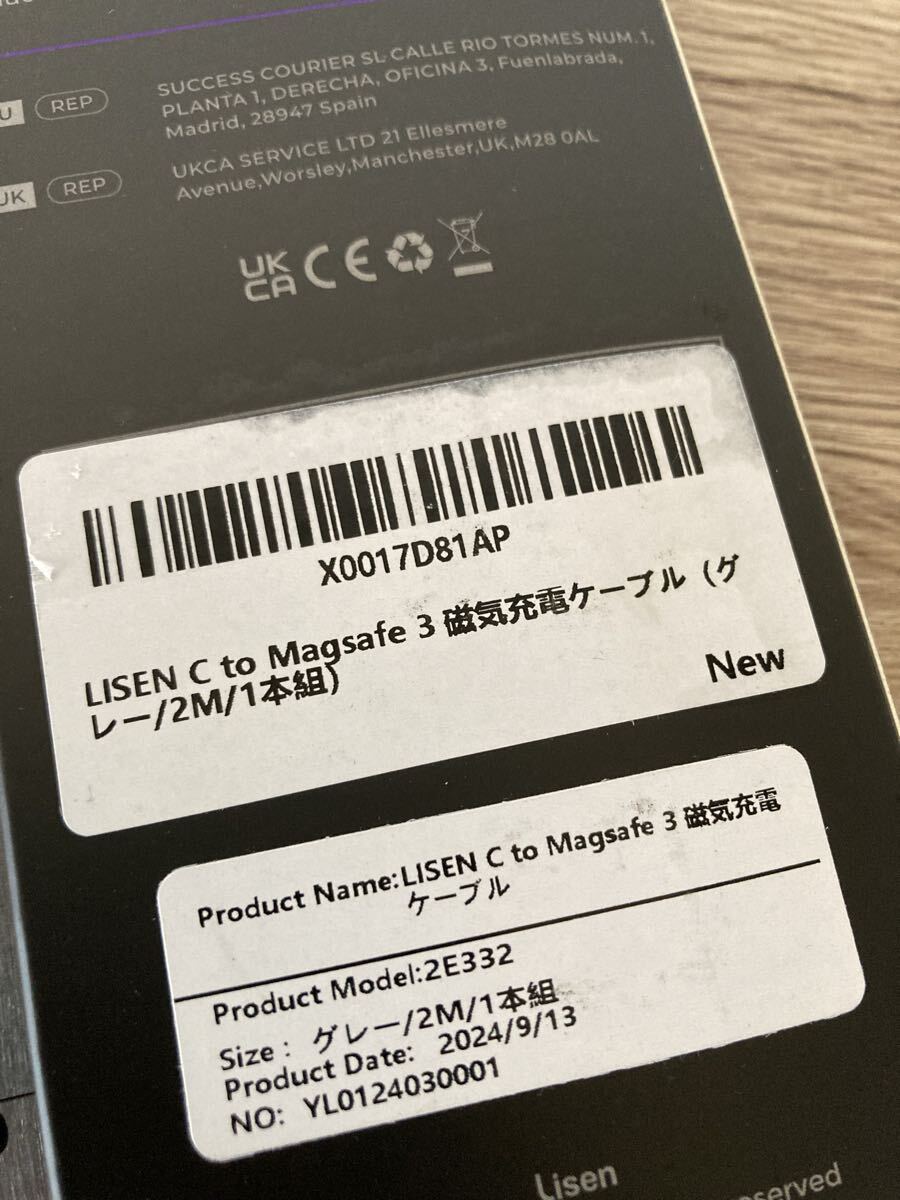 SUCCESS COURIER SL CALLE RIO TORMES NUM.1,
PLANTA 1, DERECHA, OFICINA 3, Fuenlabrada,
Madrid, 28947 Spain
REP
UKCA SERVICE LTD 21 Ellesmere
Avenue,Worsley,Manchester,UK,M28 0AL
UK
REP
UK
CA
CE
X0017D81AP
LISEN C to Magsafe 3 磁気充電ケーブル（グ
レー/2M/1本組）
New
Product Name:LISEN C to Magsafe 3 磁気充電
ケーブル
Product Model:2E332
Size： グレー/2M/1本組
Product Date: 2024/9/13
NO: YL0124030001
Lisen